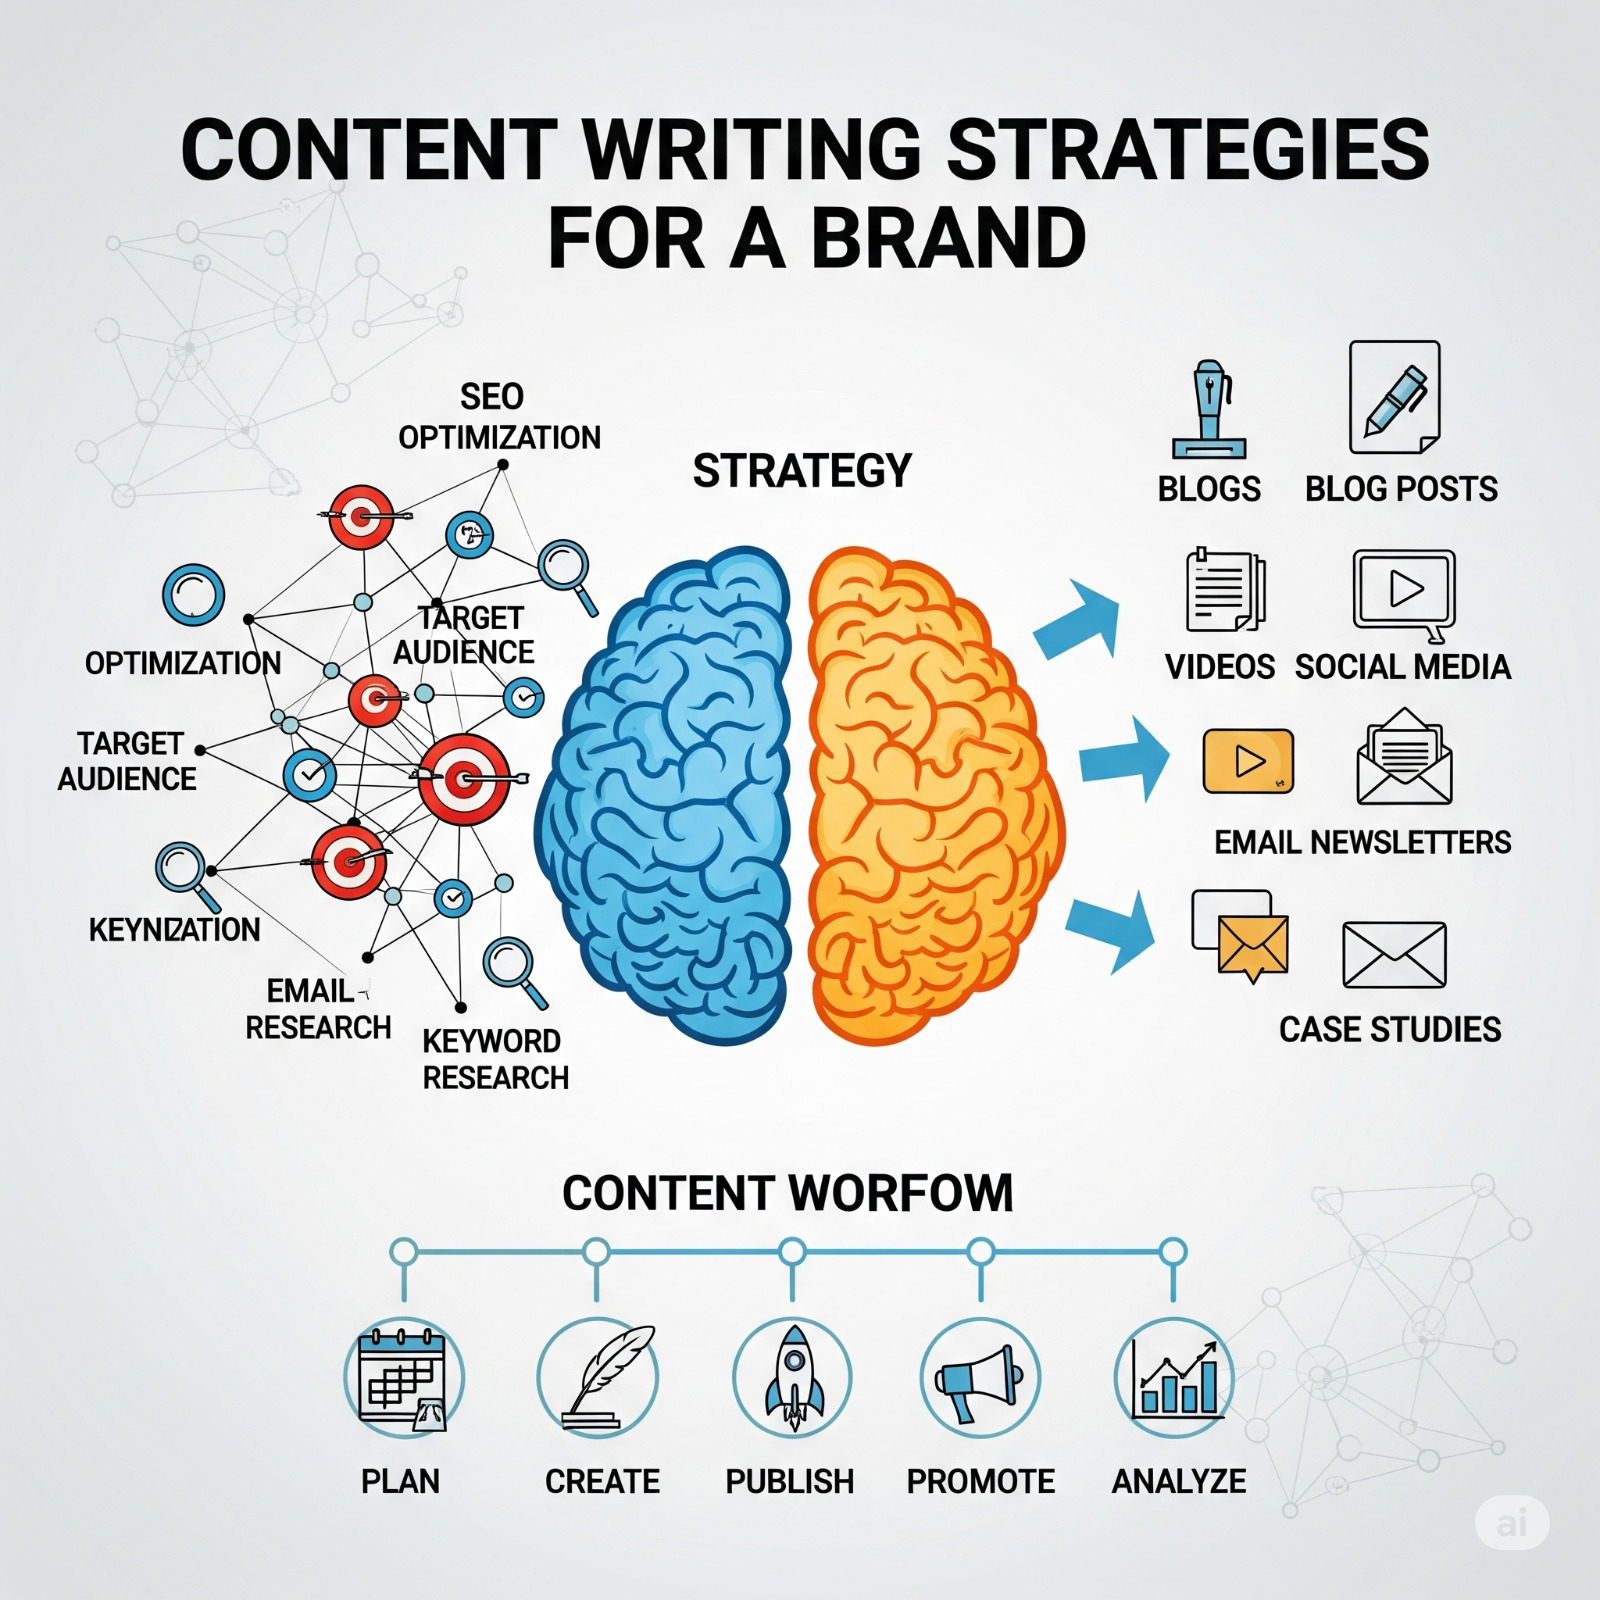 CONTENT WRITING STRATEGIES
FOR A BRAND
SEO
OPTIMIZATION
STRATEGY
TARGET
AUDIENCE
OPTIMIZATION
TARGET
AUDIENCE
KEYNIZATION
EMAIL
RESEARCH
KEYWORD
RESEARCH
BLOGS
BLOG POSTS
VIDEOS
SOCIAL MEDIA
EMAIL NEWSLETTERS
CASE STUDIES
CONTENT WORFOW
PLAN
CREATE
PUBLISH
PROMOTE
ANALYZE
ai